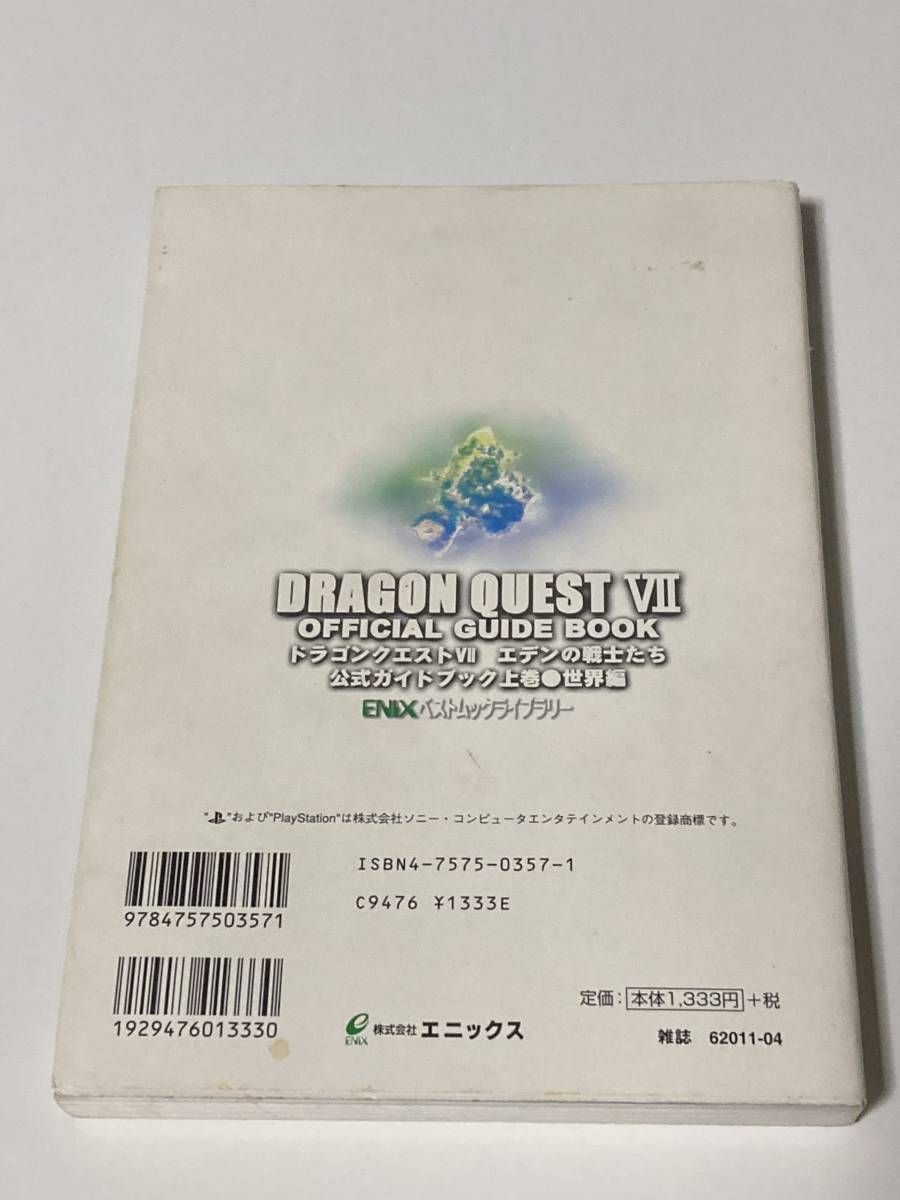 DRAGON QUEST Ⅶ
OFFICIAL GUIDE BOOK
ドラゴンクエストⅦ エデンの戦士たち
公式ガイドブック上巻●世界編
ENIXベストムックライブラリー
"PS"および"PlayStation"は株式会社ソニー・コンピュータエンタテインメントの登録商標です。
ISBN4-7575-0357-1
C9476 ¥1333E
9784757503571
1929476013330
ENIX 株式会社 エニックス
定価：本体1,333円+税
雑誌 62011-04